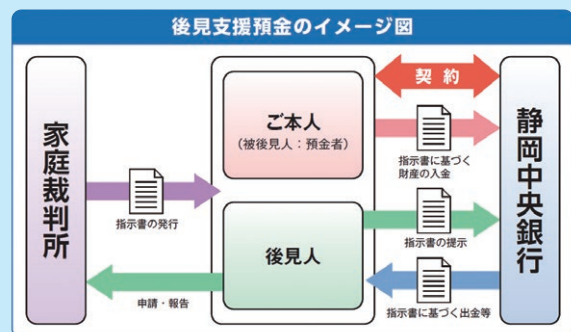 後見支援預金のイメージ図
家庭裁判所
指示書の発行
申請・報告
ご本人
（被後見人：預金者）
後見人
契約
指示書に基づく
財産の入金
指示書の提示
指示書に基づく出金等
静岡中央銀行